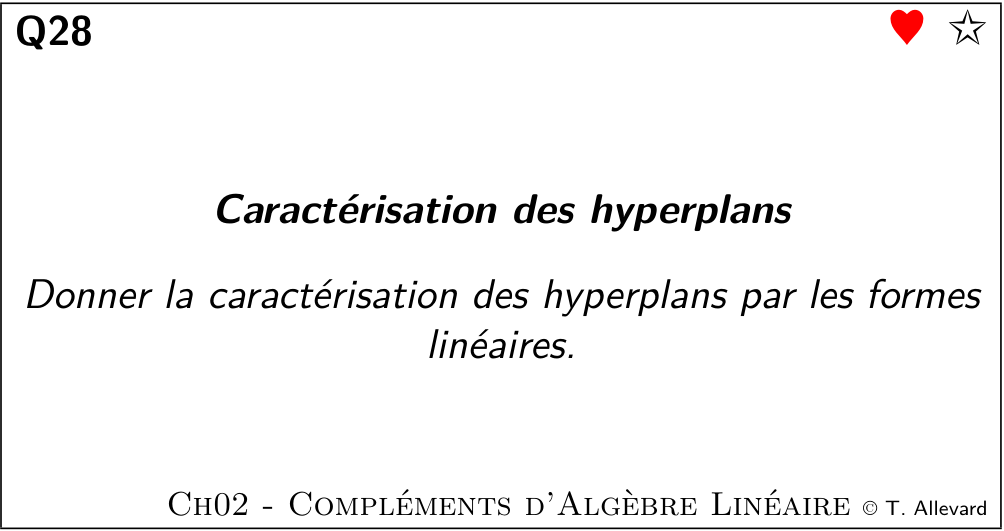 Q28
Caractérisation des hyperplans
Donner la caractérisation des hyperplans par les formes
linéaires.
Ch02 - Compléments d'Algèbre Linéaire © T. Allevard